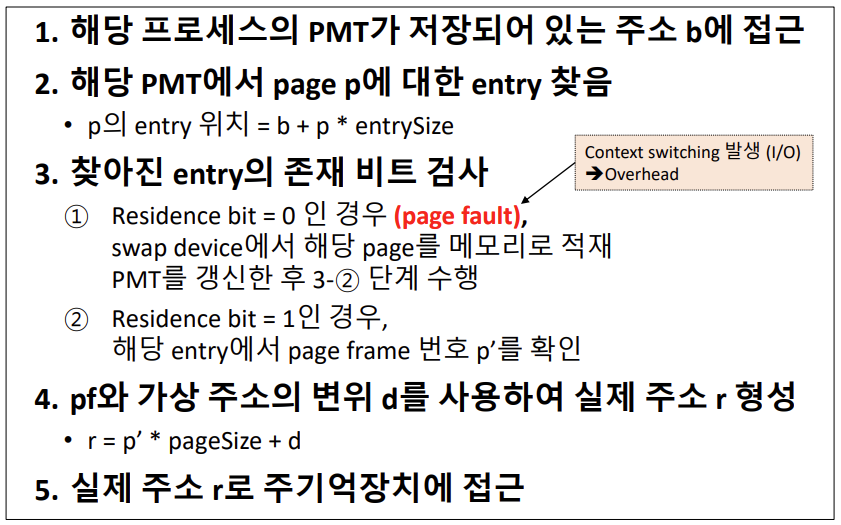 1. 해당 프로세스의 PMT가 저장되어 있는 주소 b에 접근
2. 해당 PMT에서 page p에 대한 entry 찾음
• p의 entry 위치 = b + p * entrySize
Context switching 발생 (I/O)
➔Overhead
3. 찾아진 entry의 존재 비트 검사
① Residence bit = 0 인 경우 (page fault),
swap device에서 해당 page를 메모리로 적재
PMT를 갱신한 후 3-② 단계 수행
② Residence bit = 1인 경우,
해당 entry에서 page frame 번호 p’를 확인
4. pf와 가상 주소의 변위 d를 사용하여 실제 주소 r 형성
• r = p’ * pageSize + d
5. 실제 주소 r로 주기억장치에 접근